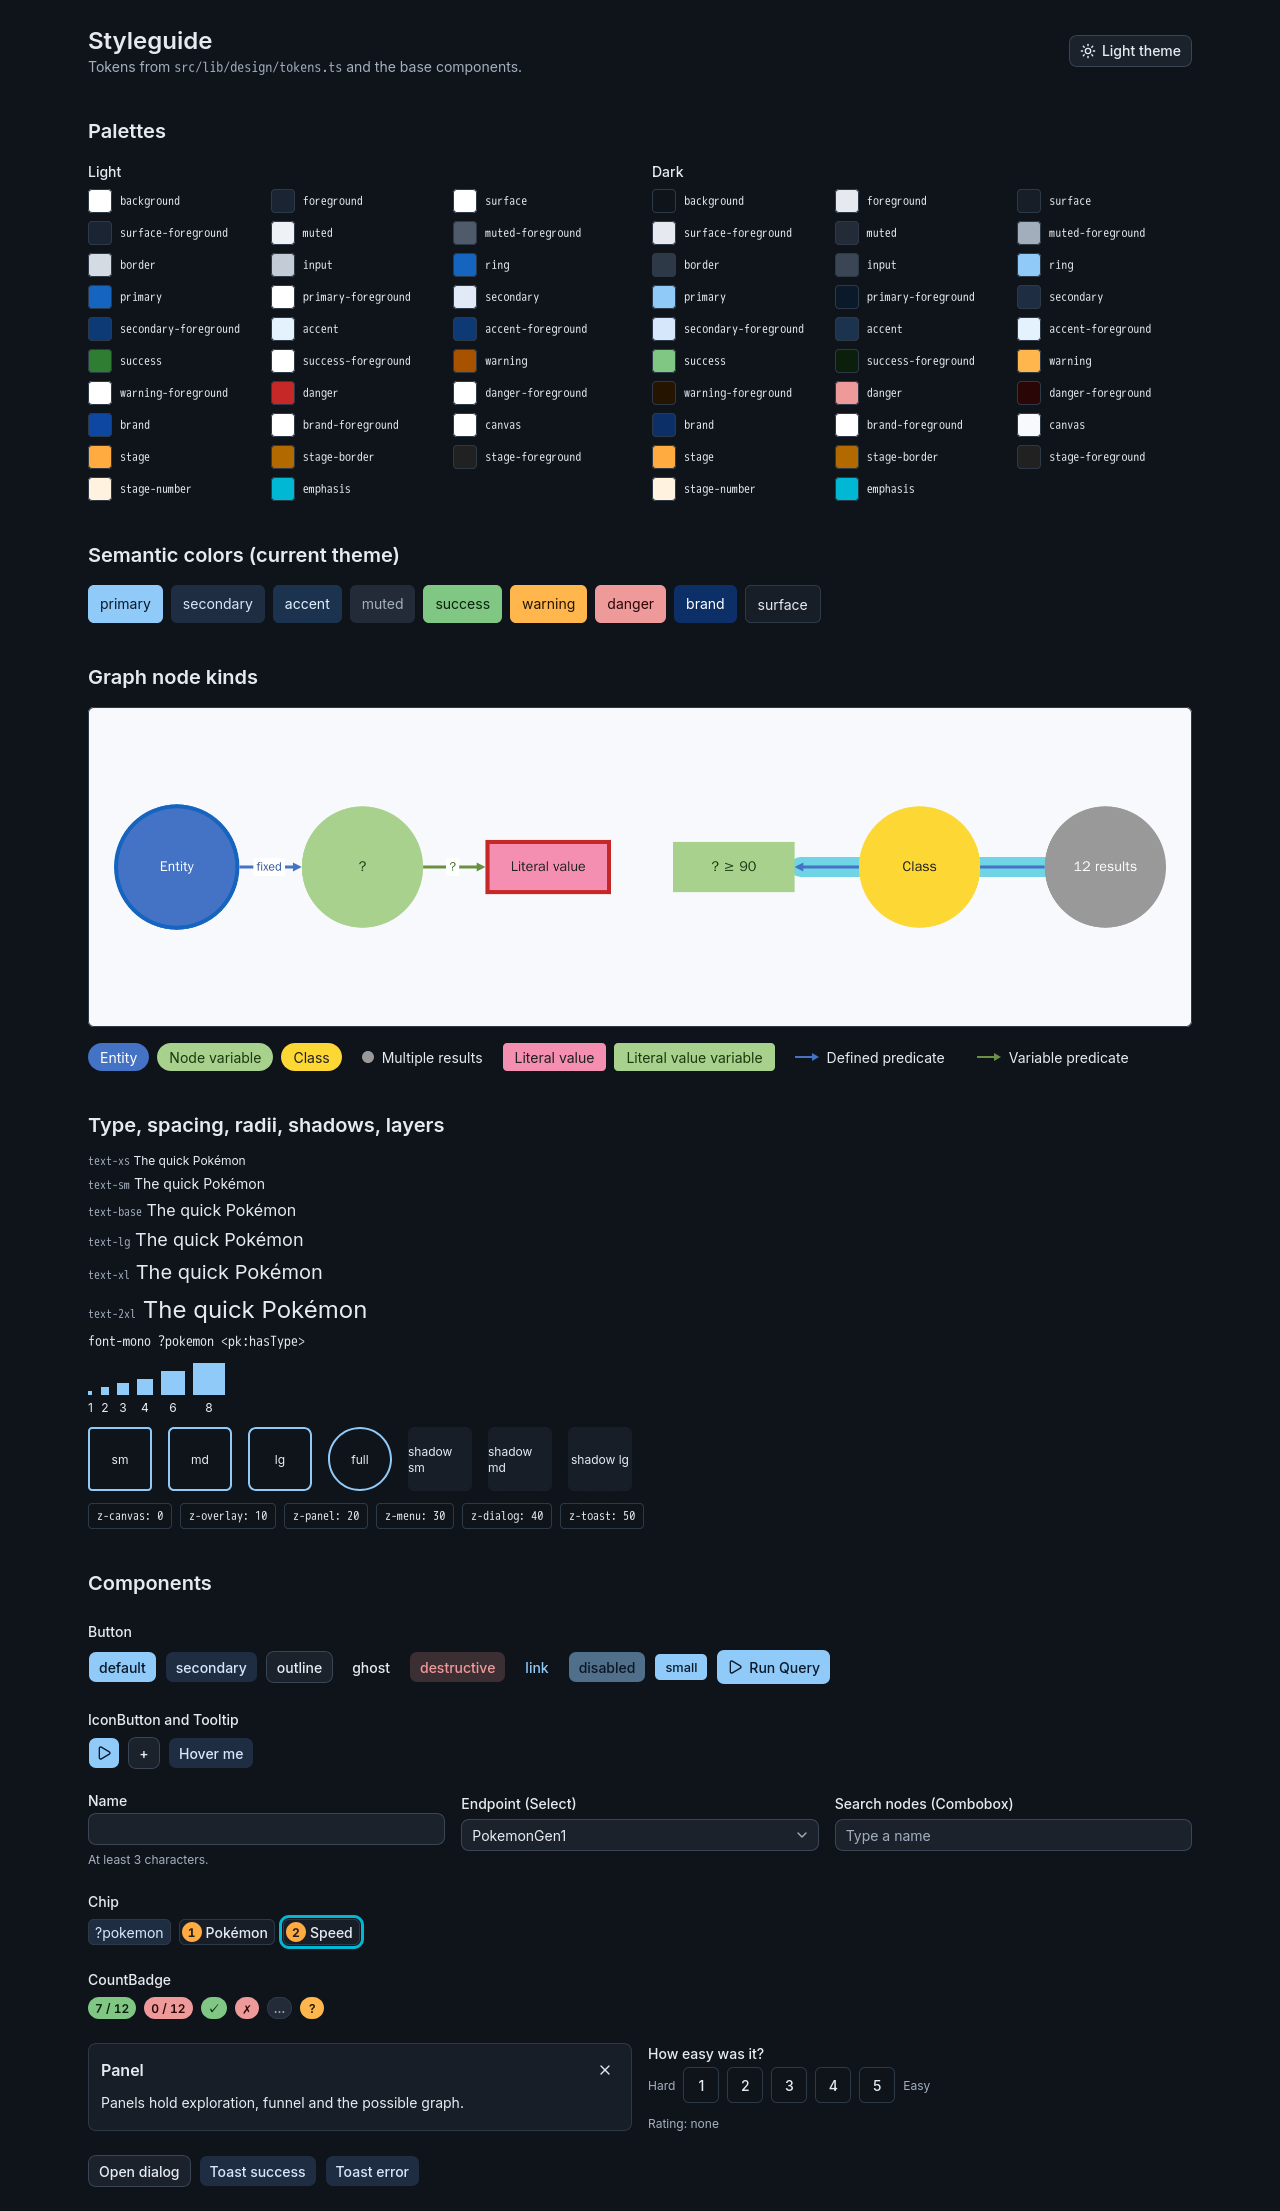 Styleguide
Tokens from src/lib/design/tokens.ts and the base components.
Light theme
Palettes
Light
background foreground surface
surface-foreground muted muted-foreground
border input ring
primary primary-foreground secondary
secondary-foreground accent accent-foreground
success success-foreground warning
warning-foreground danger danger-foreground
brand brand-foreground canvas
stage stage-border stage-foreground
stage-number emphasis
Dark
background foreground surface
surface-foreground muted muted-foreground
border input ring
primary primary-foreground secondary
secondary-foreground accent accent-foreground
success success-foreground warning
warning-foreground danger danger-foreground
brand brand-foreground canvas
stage stage-border stage-foreground
stage-number emphasis
Semantic colors (current theme)
primary secondary accent muted success warning danger brand surface
Graph node kinds
Entity fixed ? ? Literal value ? ≥ 90 Class 12 results
Entity Node variable Class Multiple results Literal value Literal value variable Defined predicate Variable predicate
Type, spacing, radii, shadows, layers
text-xs The quick Pokémon
text-sm The quick Pokémon
text-base The quick Pokémon
text-lg The quick Pokémon
text-xl The quick Pokémon
text-2xl The quick Pokémon
font-mono ?pokemon <pk:hasType>
1 2 3 4 6 8
sm md lg full shadow sm shadow md shadow lg
z-canvas: 0 z-overlay: 10 z-panel: 20 z-menu: 30 z-dialog: 40 z-toast: 50
Components
Button
default secondary outline ghost destructive link disabled small Run Query
IconButton and Tooltip
+ Hover me
Name
At least 3 characters.
Endpoint (Select)
PokemonGen1
Search nodes (Combobox)
Type a name
Chip
?pokemon 1 Pokémon 2 Speed
CountBadge
7 / 12 0 / 12 ✓ ✗ … ?
Panel
Panels hold exploration, funnel and the possible graph.
How easy was it?
Hard 1 2 3 4 5 Easy
Rating: none
Open dialog Toast success Toast error